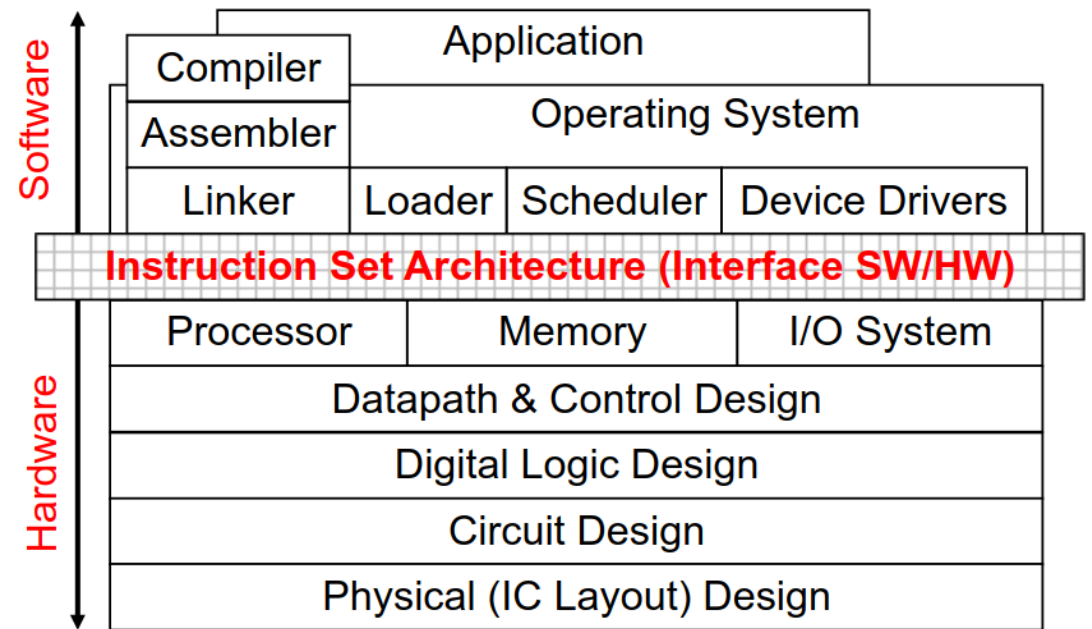 Software
Application
Compiler
Operating System
Assembler
Linker
Loader
Scheduler
Device Drivers
Instruction Set Architecture (Interface SW/HW)
Hardware
Processor
Memory
I/O System
Datapath & Control Design
Digital Logic Design
Circuit Design
Physical (IC Layout) Design